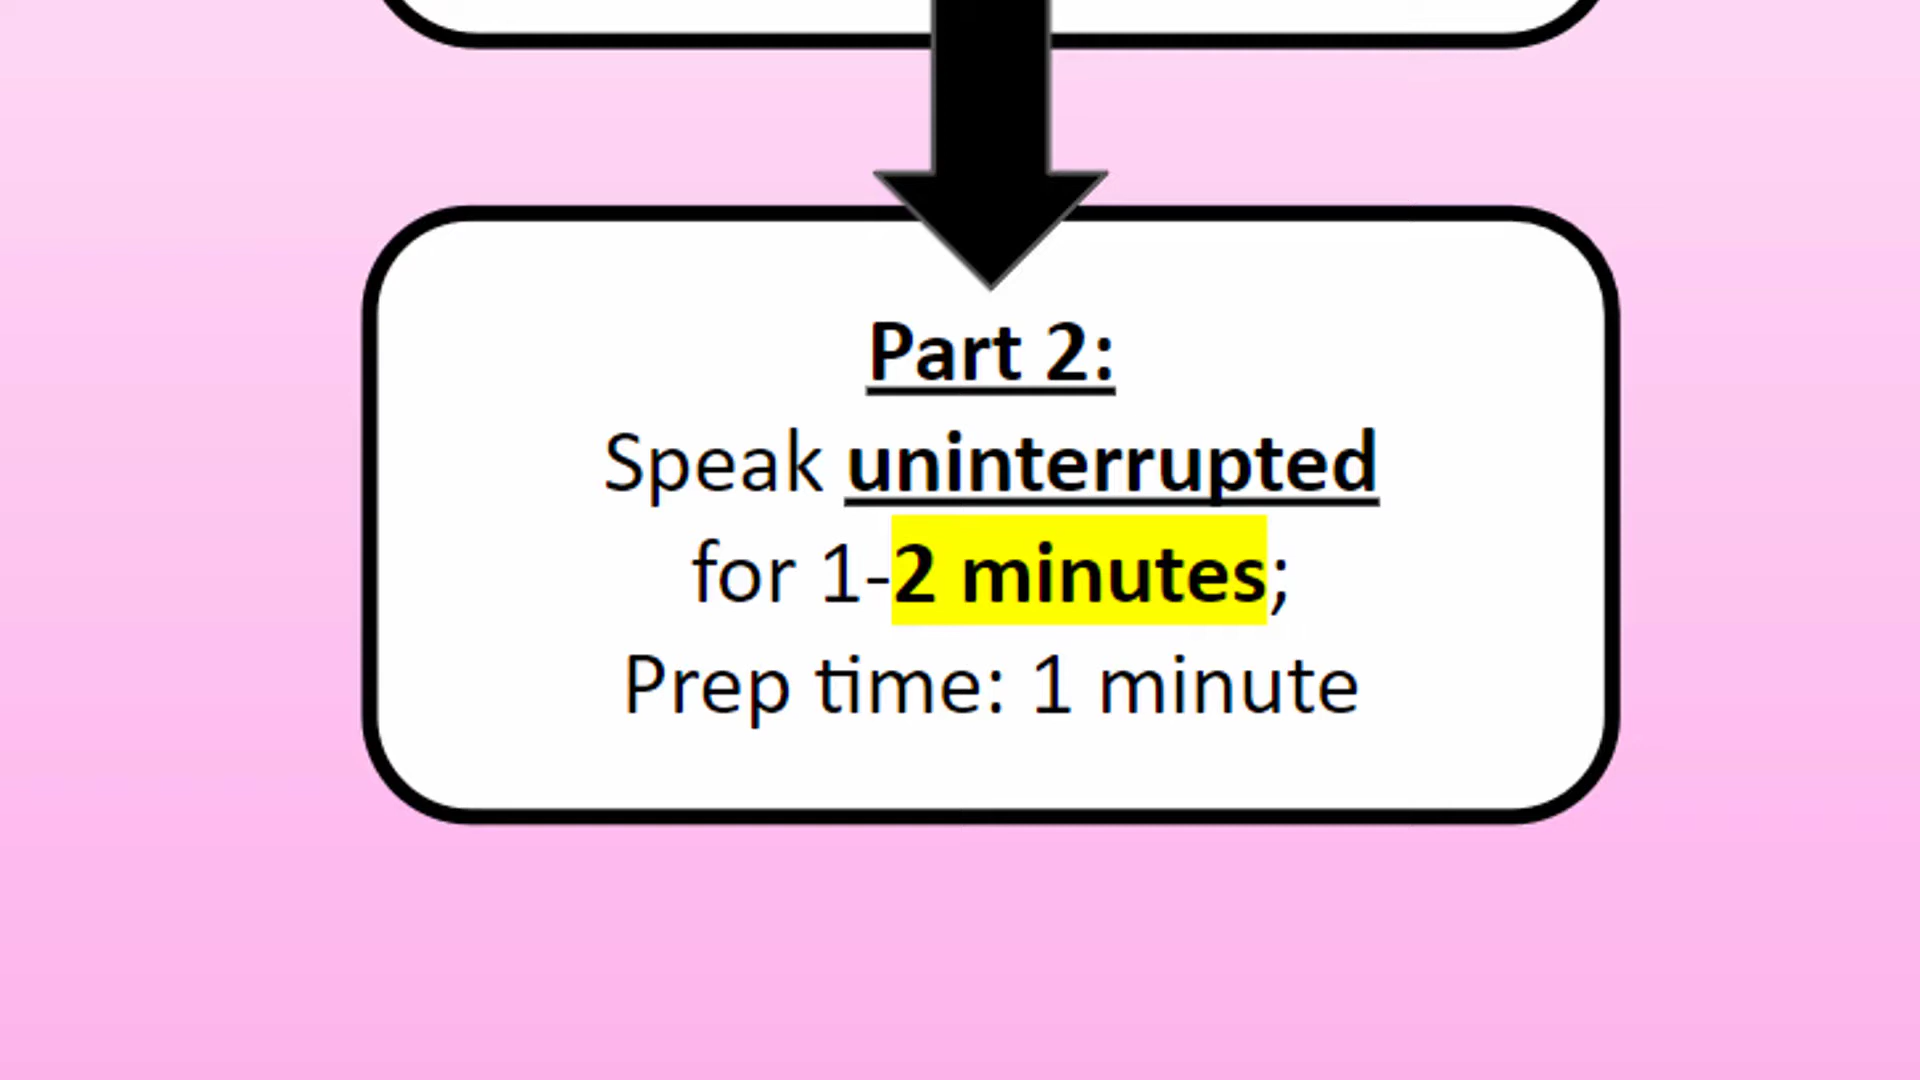 Part 2:
Speak uninterrupted
for 1-2 minutes;
Prep time: 1 minute